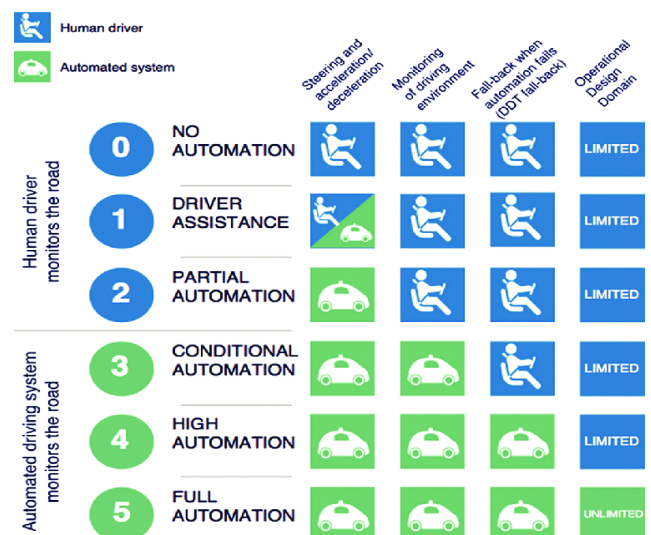 Human driver
Automated system
Steering and
acceleration/
deceleration
Monitoring
of driving
environment
Fall-back when
automation fails
(DDT fall-back)
Operational
Design
Domain
Human driver
monitors the road
0
NO
AUTOMATION
LIMITED
1
DRIVER
ASSISTANCE
LIMITED
2
PARTIAL
AUTOMATION
LIMITED
Automated driving system
monitors the road
3
CONDITIONAL
AUTOMATION
LIMITED
4
HIGH
AUTOMATION
LIMITED
5
FULL
AUTOMATION
UNLIMITED